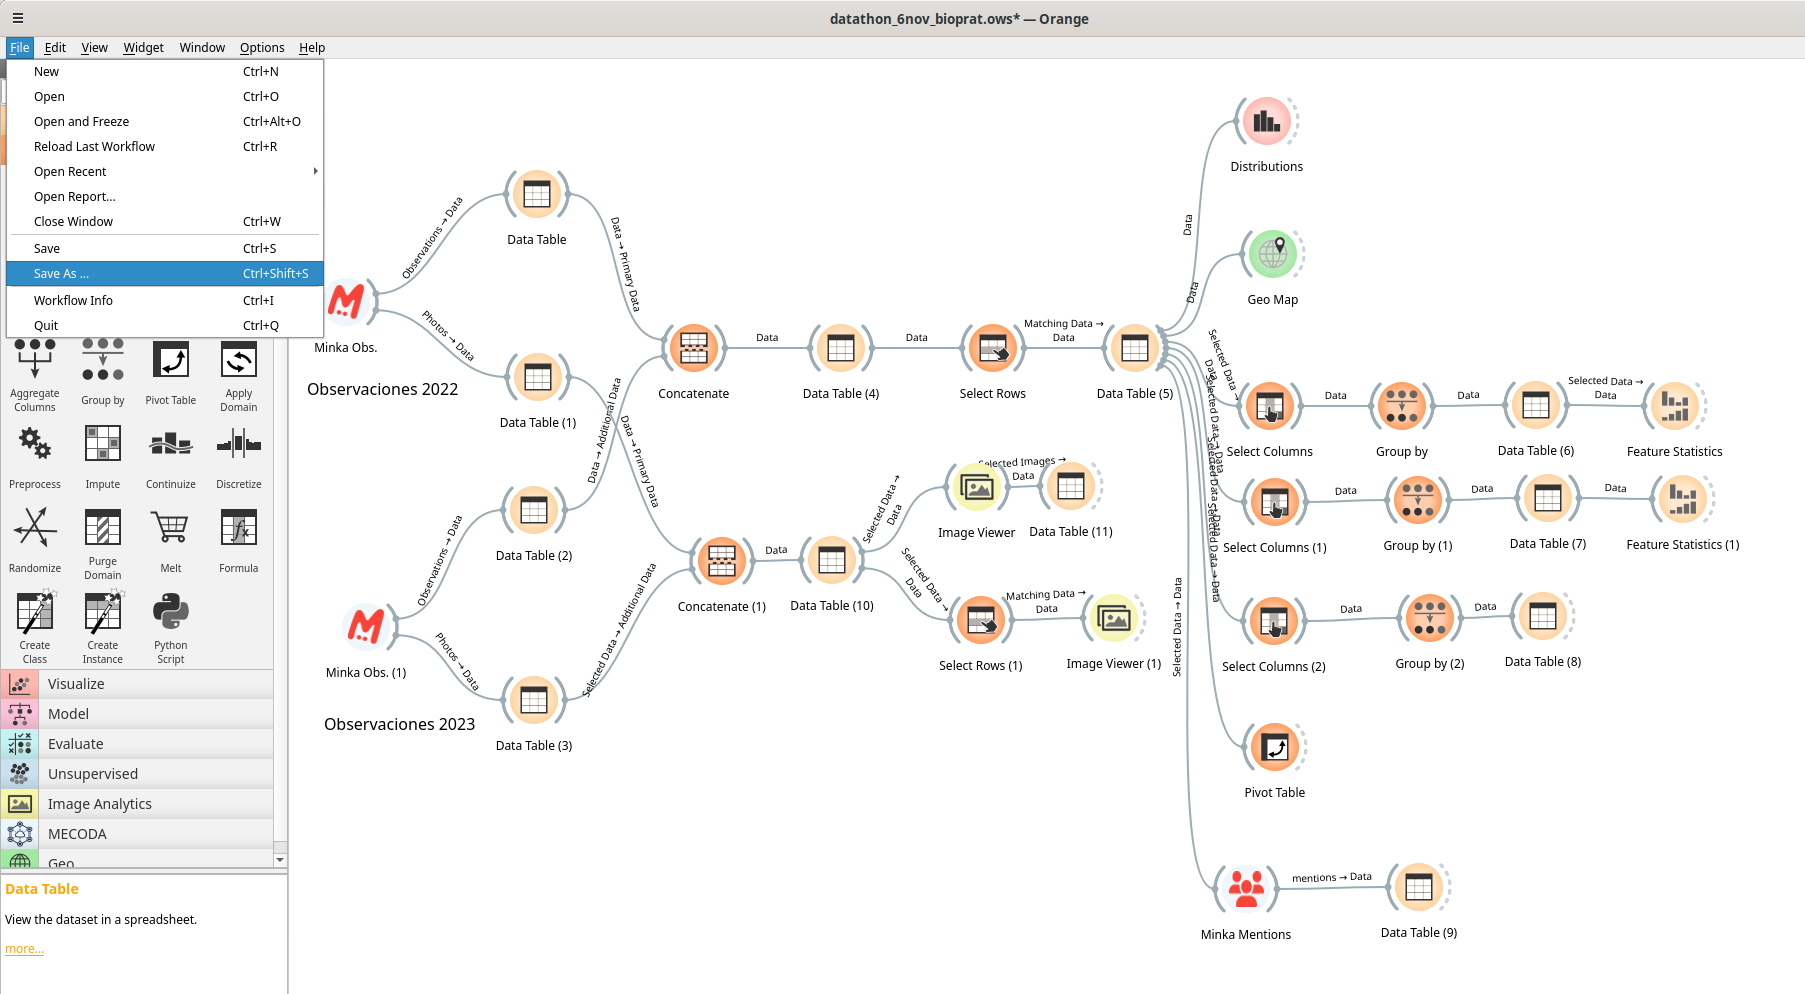 datathon_6nov_bioprat.ows* — Orange
File Edit View Widget Window Options Help
New Ctrl+N
Open Ctrl+O
Open and Freeze Ctrl+Alt+O
Reload Last Workflow Ctrl+R
Open Recent
Open Report...
Close Window Ctrl+W
Save Ctrl+S
Save As ... Ctrl+Shift+S
Workflow Info Ctrl+I
Quit Ctrl+Q
Aggregate Columns
Group by
Pivot Table
Apply Domain
Preprocess
Impute
Continuize
Discretize
Randomize
Purge Domain
Melt
Formula
Create Class
Create Instance
Python Script
Visualize
Model
Evaluate
Unsupervised
Image Analytics
MECODA
Geo
Data Table
View the dataset in a spreadsheet.
more...
Minka Obs.
Observaciones 2022
Observations → Data
Photos → Data
Data Table
Data Table (1)
Data → Primary Data
Data → Additional Data
Data → Primary Data
Minka Obs. (1)
Observaciones 2023
Observations → Data
Photos → Data
Data Table (2)
Data Table (3)
Selected Data → Additional Data
Concatenate
Data
Data Table (4)
Data
Select Rows
Matching Data →
Data
Data Table (5)
Concatenate (1)
Data
Data Table (10)
Selected Data →
Data
Image Viewer
Selected Images →
Data
Data Table (11)
Selected Data →
Data
Select Rows (1)
Matching Data →
Data
Image Viewer (1)
Data
Distributions
Data
Geo Map
Selected Data →
Data
Select Columns
Data
Group by
Data
Data Table (6)
Selected Data →
Data
Feature Statistics
Selected Data → Data
Select Columns (1)
Data
Group by (1)
Data
Data Table (7)
Data
Feature Statistics (1)
Selected Data → Data
Select Columns (2)
Data
Group by (2)
Data
Data Table (8)
Selected Data → Data
Pivot Table
Selected Data → Data
Minka Mentions
mentions → Data
Data Table (9)